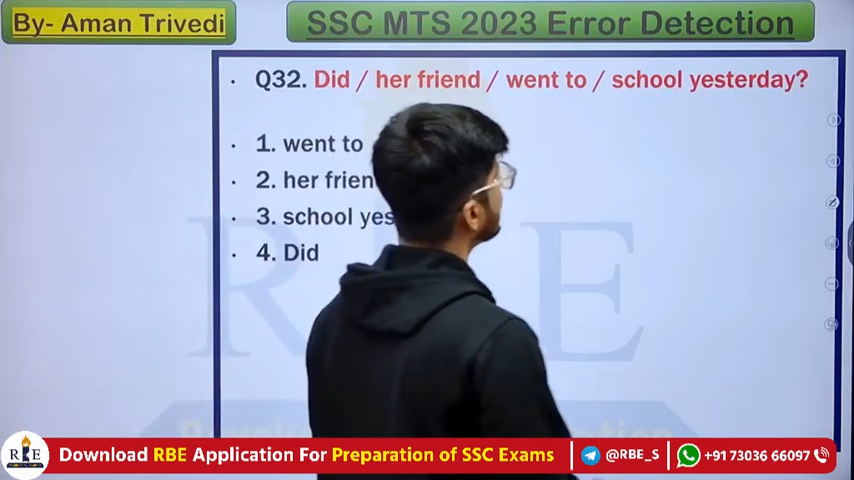 By- Aman Trivedi
SSC MTS 2023 Error Detection
• Q32. Did / her friend / went to / school yesterday?
• 1. went to
• 2. her frien
• 3. school yes
• 4. Did
RBE
RBE
Download RBE Application For Preparation of SSC Exams
@RBE_S
+91 73036 66097